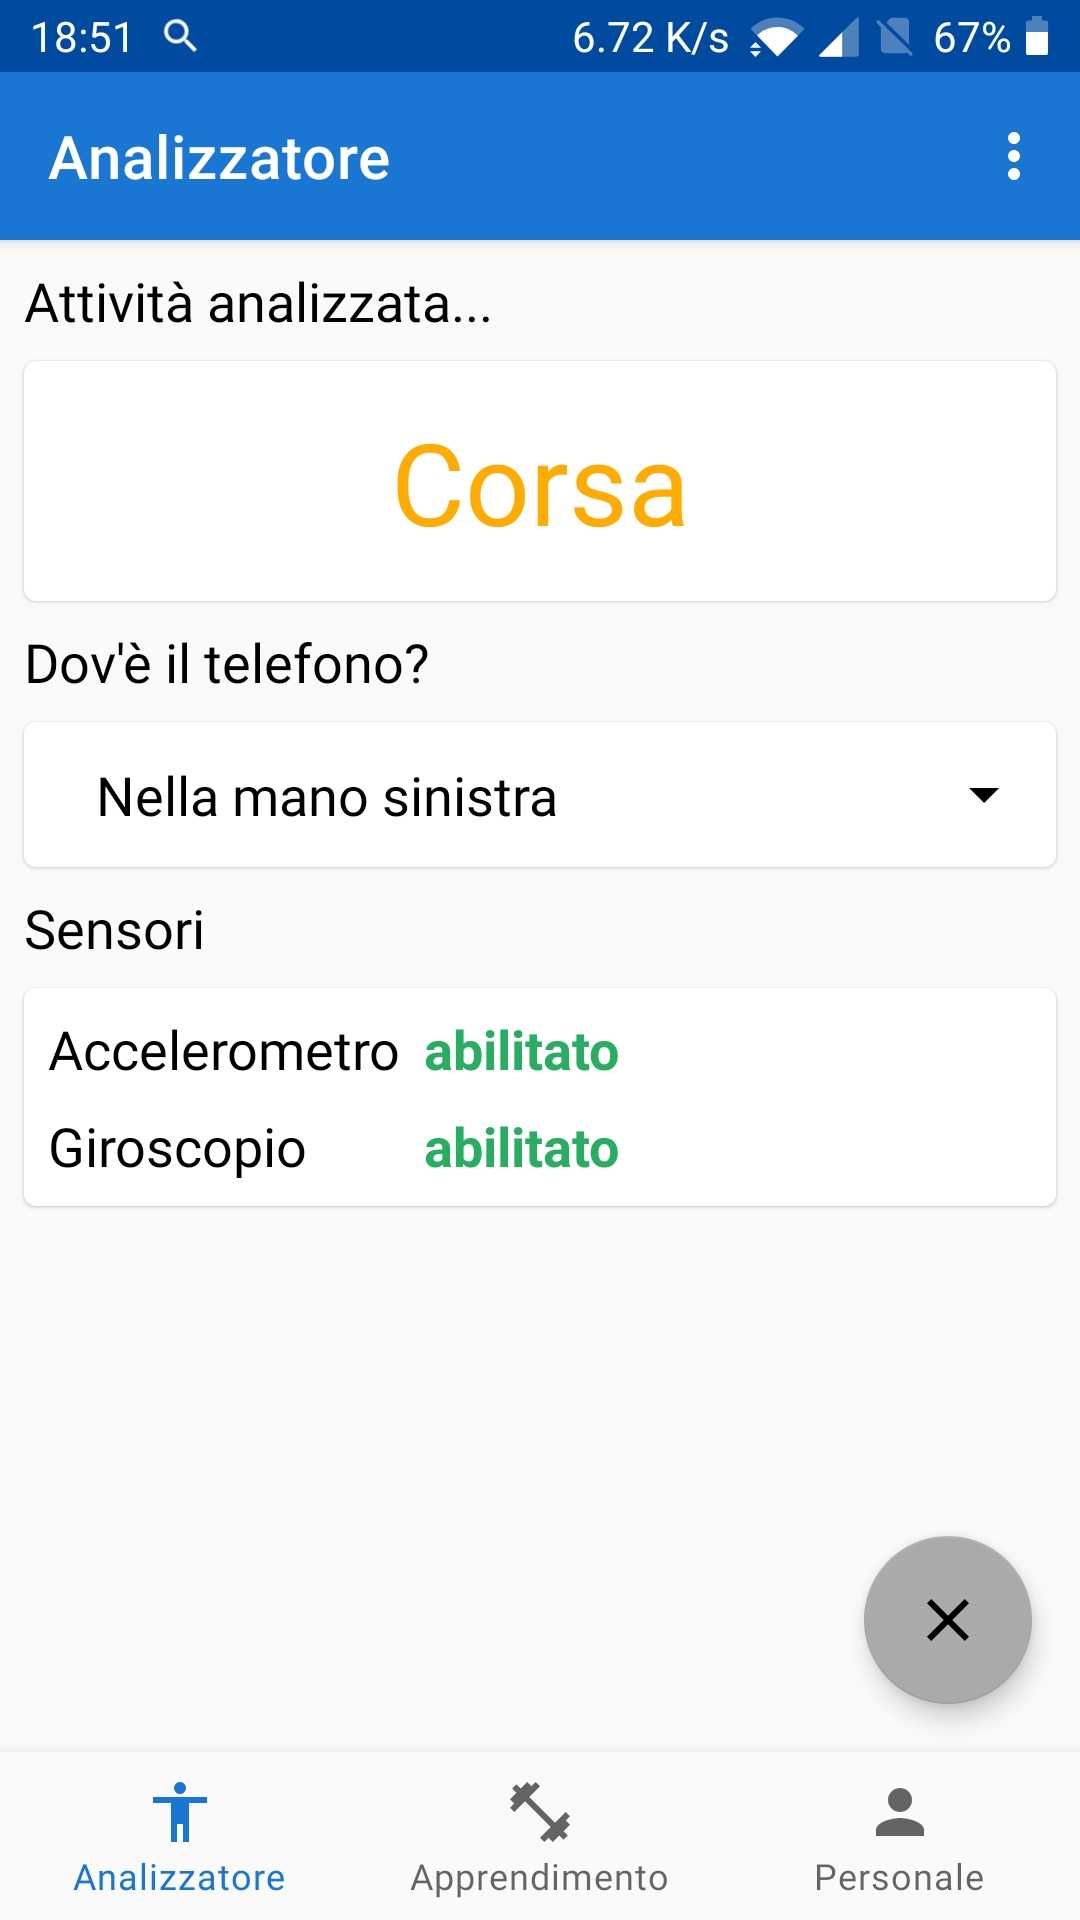 18:51 6.72 K/s 67%
Analizzatore
Attività analizzata...
Corsa
Dov'è il telefono?
Nella mano sinistra
Sensori
Accelerometro abilitato
Giroscopio abilitato
Analizzatore Apprendimento Personale